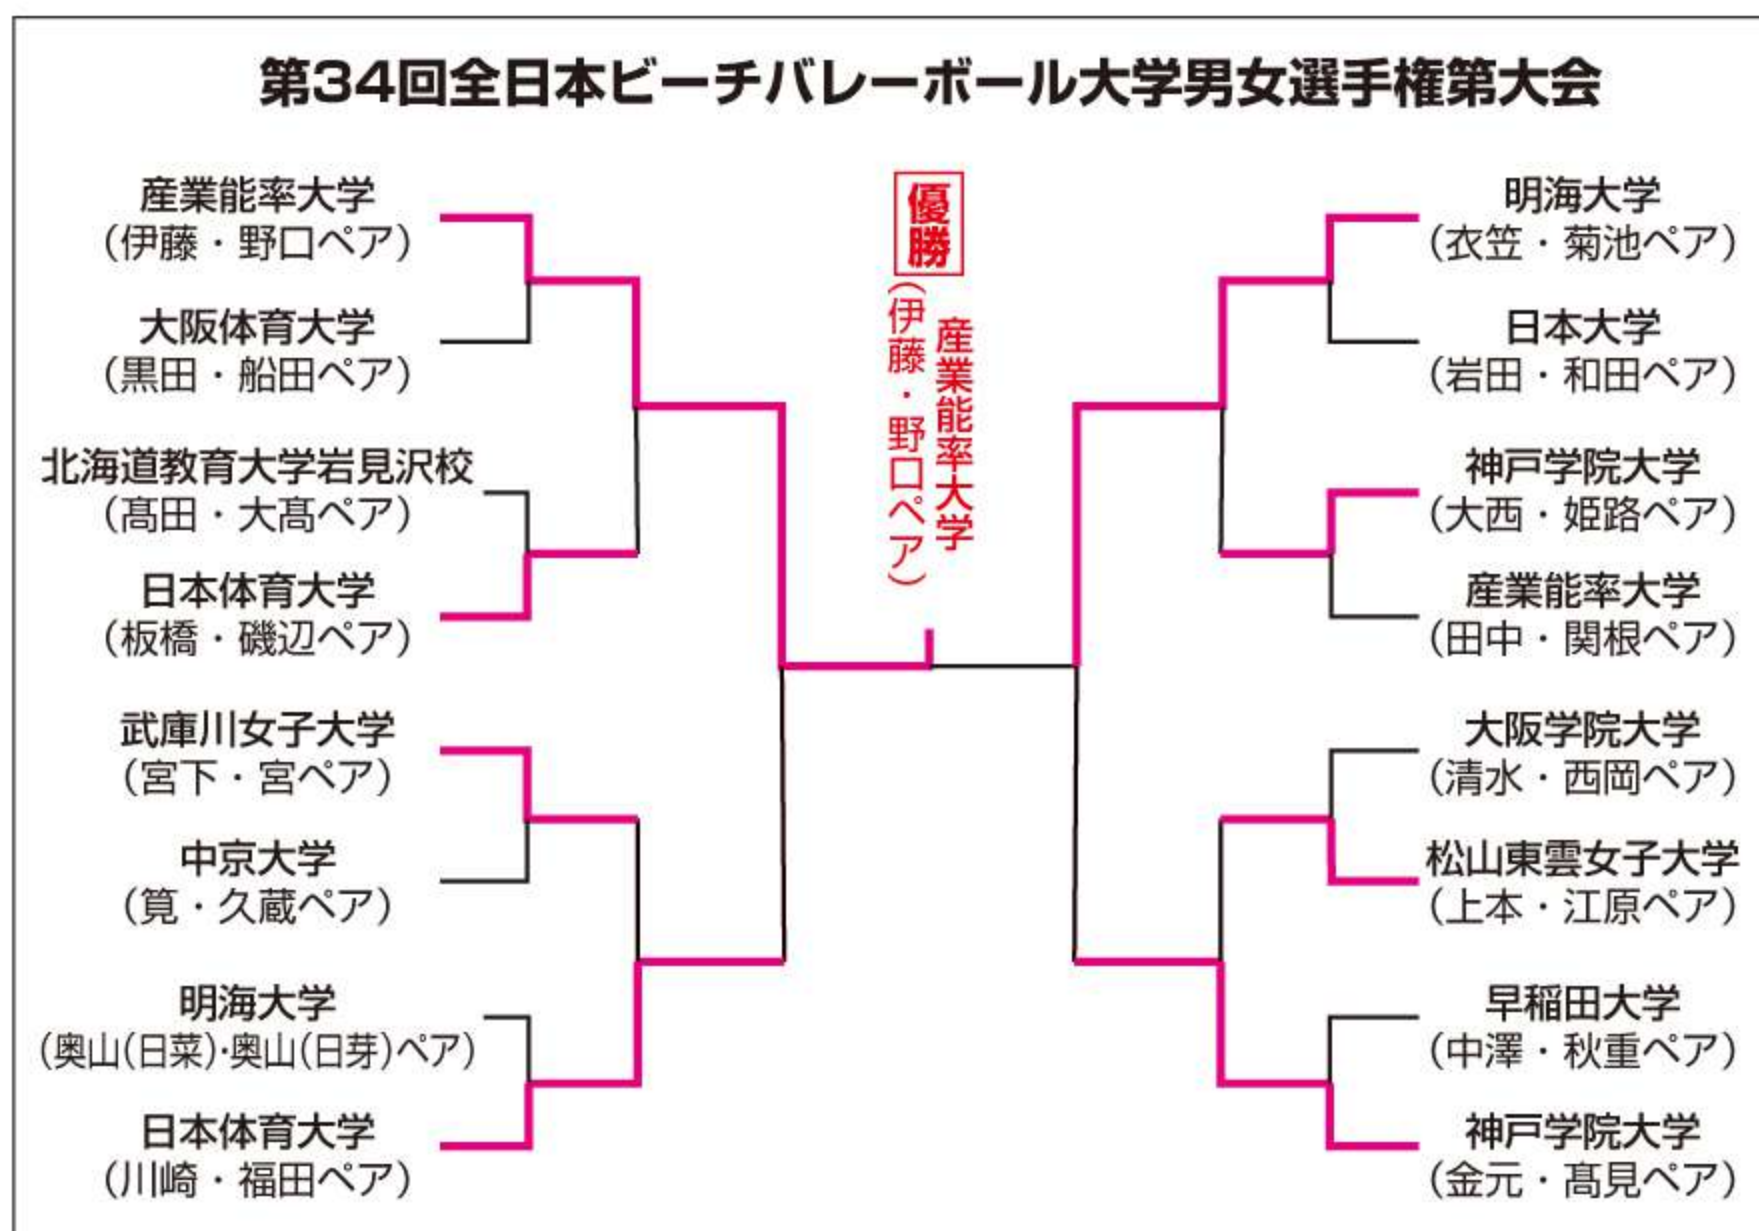 第34回全日本ビーチバレーボール大学男女選手権第大会
産業能率大学
(伊藤・野口ペア)
大阪体育大学
(黒田・船田ペア)
北海道教育大学岩見沢校
(髙田・大髙ペア)
日本体育大学
(板橋・磯辺ペア)
武庫川女子大学
(宮下・宮ペア)
中京大学
(筧・久蔵ペア)
明海大学
(奥山(日菜)・奥山(日芽)ペア)
日本体育大学
(川崎・福田ペア)
優勝
産業能率大学
(伊藤・野口ペア)
明海大学
(衣笠・菊池ペア)
日本大学
(岩田・和田ペア)
神戸学院大学
(大西・姫路ペア)
産業能率大学
(田中・関根ペア)
大阪学院大学
(清水・西岡ペア)
松山東雲女子大学
(上本・江原ペア)
早稲田大学
(中澤・秋重ペア)
神戸学院大学
(金元・髙見ペア)